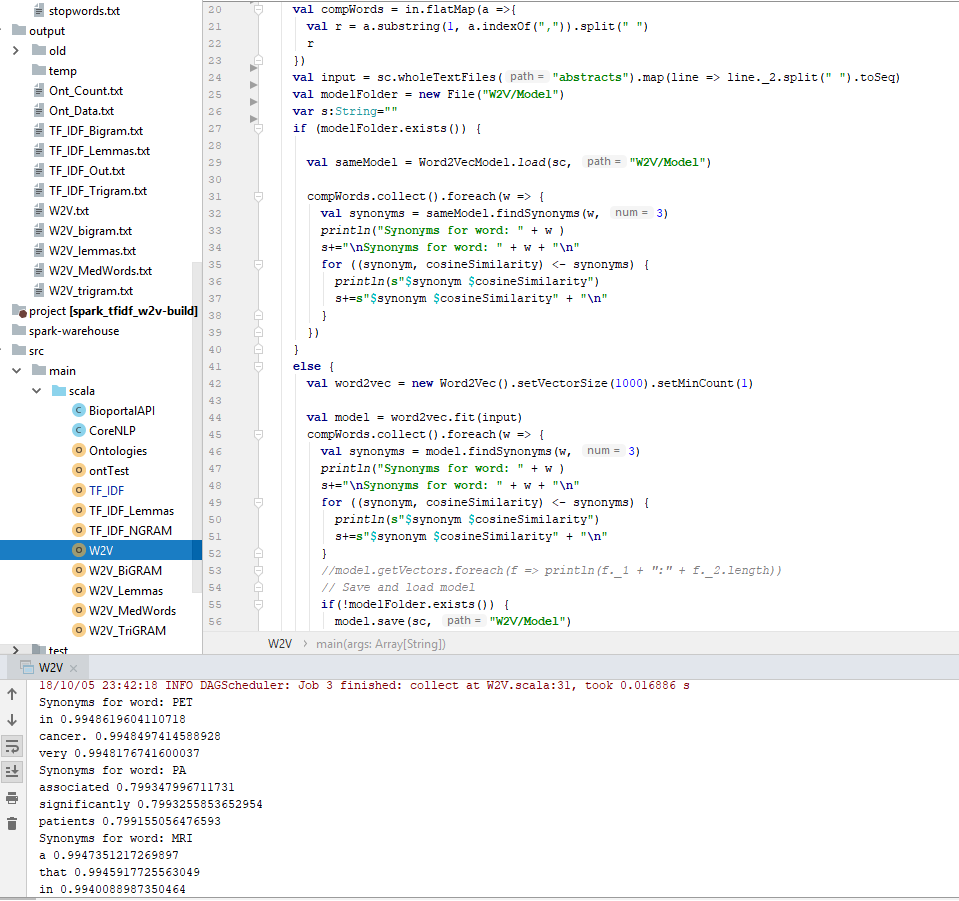 stopwords.txt
output
old
temp
Ont_Count.txt
Ont_Data.txt
TF_IDF_Bigram.txt
TF_IDF_Lemmas.txt
TF_IDF_Out.txt
TF_IDF_Trigram.txt
W2V.txt
W2V_bigram.txt
W2V_lemmas.txt
W2V_MedWords.txt
W2V_trigram.txt
project [spark_tfidf_w2v-build]
spark-warehouse
src
main
scala
C BioportalAPI
C CoreNLP
O Ontologies
O ontTest
O TF_IDF
O TF_IDF_Lemmas
O TF_IDF_NGRAM
O W2V
O W2V_BiGRAM
O W2V_Lemmas
O W2V_MedWords
O W2V_TriGRAM
test
20 val compWords = in.flatMap(a =>{
21 val r = a.substring(1, a.indexOf(",")).split(" ")
22 r
23 })
24 val input = sc.wholeTextFiles( path = "abstracts").map(line => line._2.split(" ").toSeq)
25 val modelFolder = new File("W2V/Model")
26 var s:String=""
27 if (modelFolder.exists()) {
28
29 val sameModel = Word2VecModel.load(sc, path = "W2V/Model")
30
31 compWords.collect().foreach(w => {
32 val synonyms = sameModel.findSynonyms(w, num = 3)
33 println("Synonyms for word: " + w )
34 s+="\nSynonyms for word: " + w + "\n"
35 for ((synonym, cosineSimilarity) <- synonyms) {
36 println(s"$synonym $cosineSimilarity")
37 s+=s"$synonym $cosineSimilarity" + "\n"
38 }
39 })
40 }
41 else {
42 val word2vec = new Word2Vec().setVectorSize(1000).setMinCount(1)
43
44 val model = word2vec.fit(input)
45 compWords.collect().foreach(w => {
46 val synonyms = model.findSynonyms(w, num = 3)
47 println("Synonyms for word: " + w )
48 s+="\nSynonyms for word: " + w + "\n"
49 for ((synonym, cosineSimilarity) <- synonyms) {
50 println(s"$synonym $cosineSimilarity")
51 s+=s"$synonym $cosineSimilarity" + "\n"
52 }
53 //model.getVectors.foreach(f => println(f._1 + ":" + f._2.length))
54 // Save and load model
55 if(!modelFolder.exists()) {
56 model.save(sc, path = "W2V/Model")
W2V › main(args: Array[String])
W2V ×
18/10/05 23:42:18 INFO DAGScheduler: Job 3 finished: collect at W2V.scala:31, took 0.016886 s
Synonyms for word: PET
in 0.9948619604110718
cancer. 0.9948497414588928
very 0.9948176741600037
Synonyms for word: PA
associated 0.799347996711731
significantly 0.7993255853652954
patients 0.799155056476593
Synonyms for word: MRI
a 0.9947351217269897
that 0.9945917725563049
in 0.9940088987350464